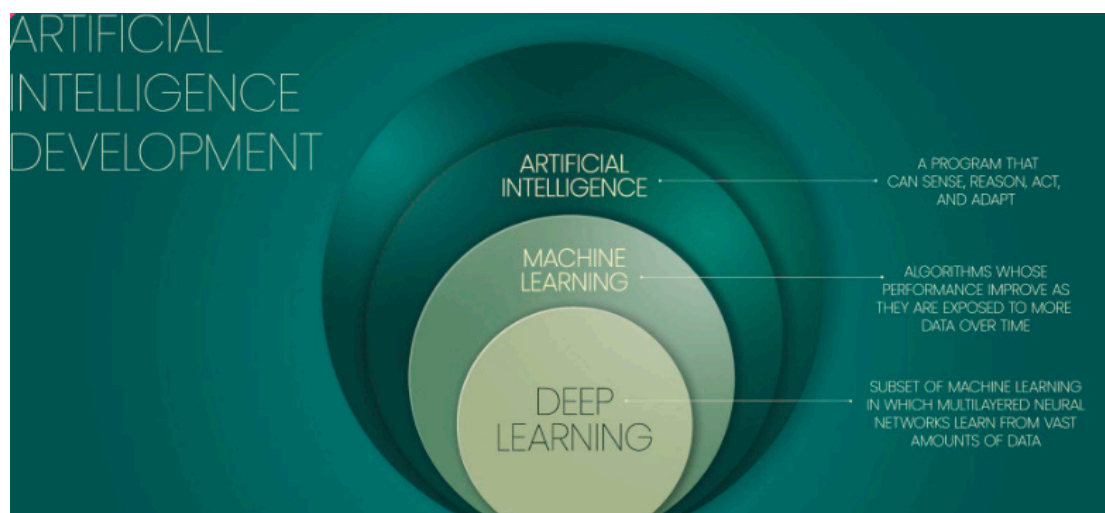 ARTIFICIAL
INTELLIGENCE
DEVELOPMENT
ARTIFICIAL
INTELLIGENCE
A PROGRAM THAT
CAN SENSE, REASON, ACT,
AND ADAPT
MACHINE
LEARNING
ALGORITHMS WHOSE
PERFORMANCE IMPROVE AS
THEY ARE EXPOSED TO MORE
DATA OVER TIME
DEEP
LEARNING
SUBSET OF MACHINE LEARNING
IN WHICH MULTILAYERED NEURAL
NETWORKS LEARN FROM VAST
AMOUNTS OF DATA